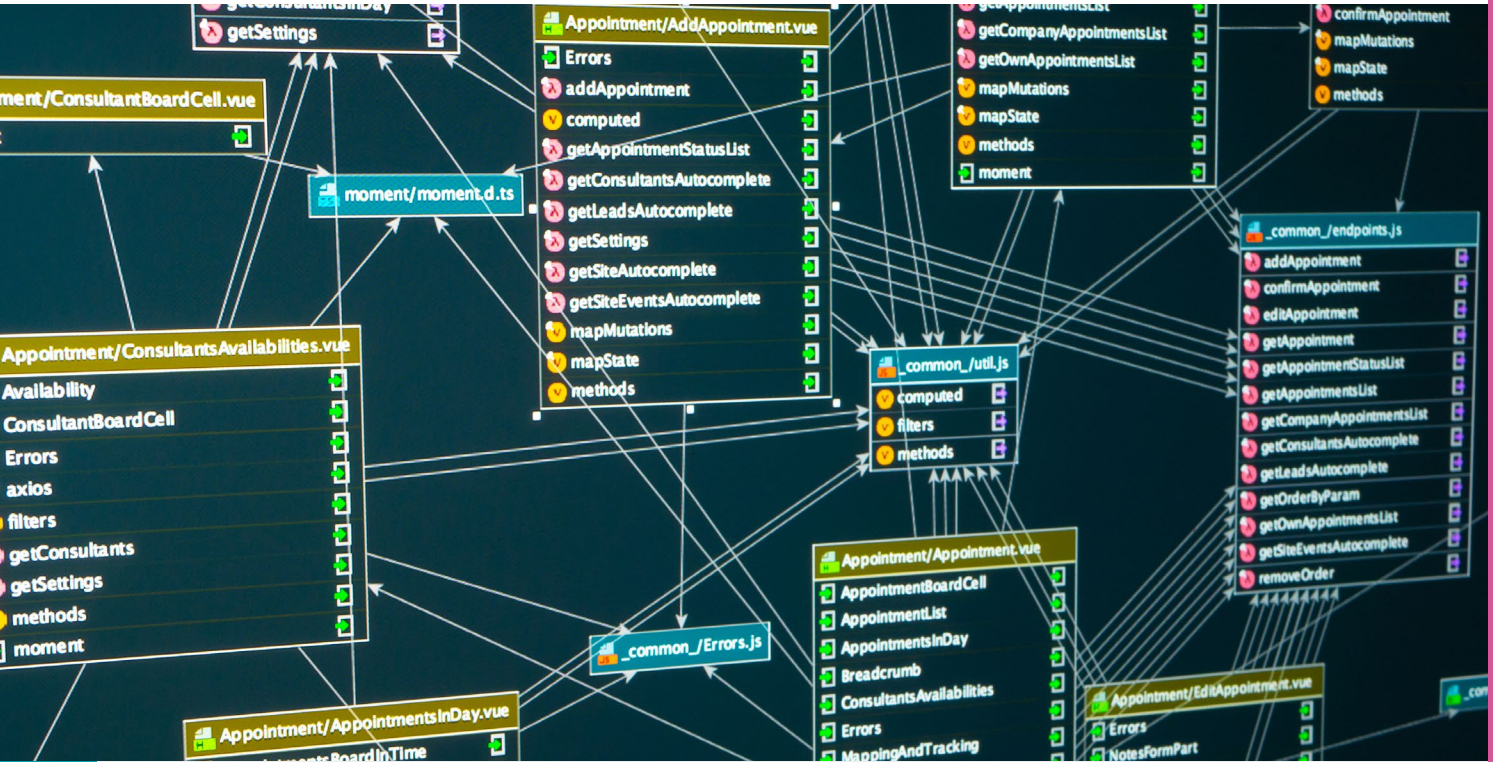 getConsultantsInDay
getSettings
ment/ConsultantBoardCell.vue
moment/moment.d.ts
Appointment/ConsultantsAvailabilities.vue
Availability
ConsultantBoardCell
Errors
axios
filters
getConsultants
getSettings
methods
moment
Appointment/AppointmentsInDay.vue
Appointment/AddAppointment.vue
Errors
addAppointment
computed
getAppointmentStatusList
getConsultantsAutocomplete
getLeadsAutocomplete
getSettings
getSiteAutocomplete
getSiteEventsAutocomplete
mapMutations
mapState
methods
_common_/Errors.js
getAppointmentsList
getCompanyAppointmentsList
getOwnAppointmentsList
mapMutations
mapState
methods
moment
_common_/util.js
computed
filters
methods
Appointment/Appointment.vue
AppointmentBoardCell
AppointmentList
AppointmentsInDay
Breadcrumb
ConsultantsAvailabilities
Errors
MappingAndTracking
confirmAppointment
mapMutations
mapState
methods
_common_/endpoints.js
addAppointment
confirmAppointment
editAppointment
getAppointment
getAppointmentStatusList
getAppointmentsList
getCompanyAppointmentsList
getConsultantsAutocomplete
getLeadsAutocomplete
getOrderByParam
getOwnAppointmentsList
getSiteEventsAutocomplete
removeOrder
Appointment/EditAppointment.vue
Errors
NotesFormPart